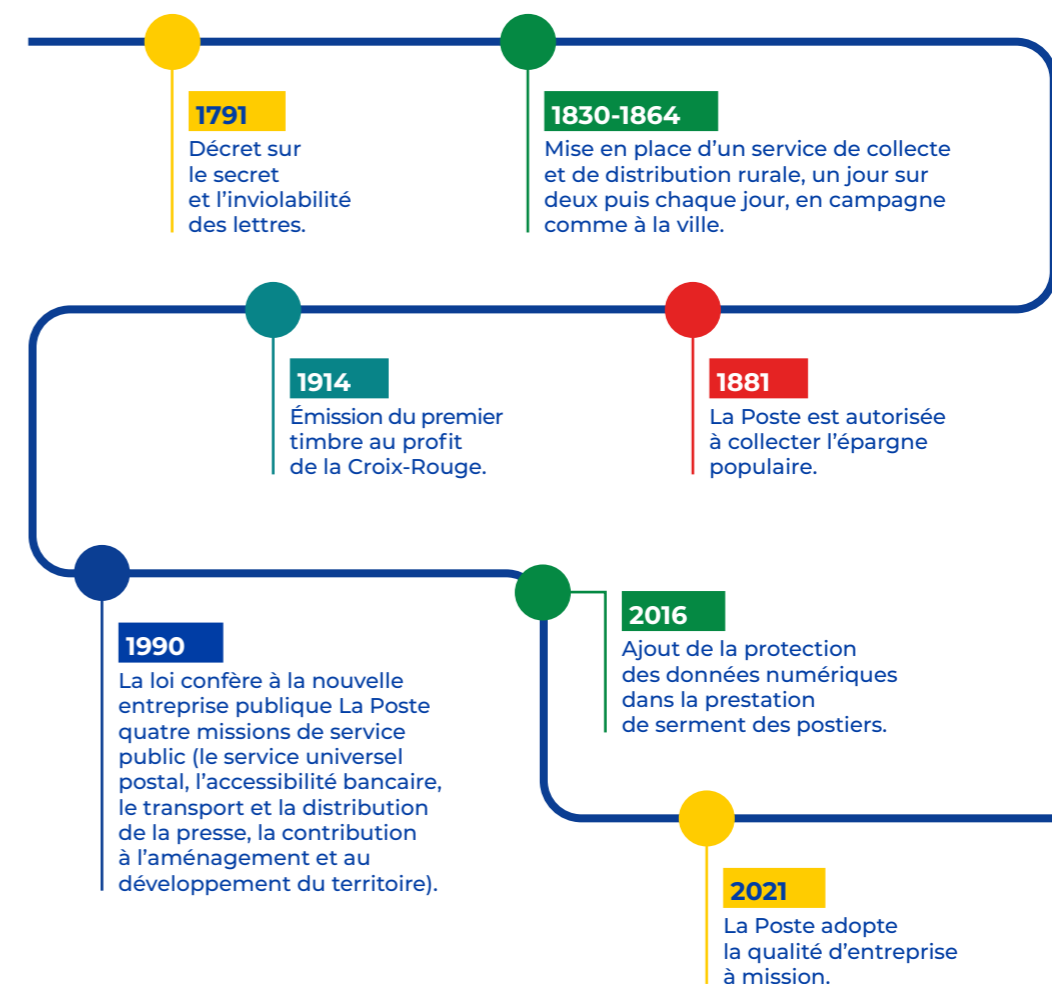 1791
Décret sur
le secret
et l’inviolabilité
des lettres.
1830-1864
Mise en place d’un service de collecte
et de distribution rurale, un jour sur
deux puis chaque jour, en campagne
comme à la ville.
1881
La Poste est autorisée
à collecter l’épargne
populaire.
1914
Émission du premier
timbre au profit
de la Croix-Rouge.
1990
La loi confère à la nouvelle
entreprise publique La Poste
quatre missions de service
public (le service universel
postal, l’accessibilité bancaire,
le transport et la distribution
de la presse, la contribution
à l’aménagement et au
développement du territoire).
2016
Ajout de la protection
des données numériques
dans la prestation
de serment des postiers.
2021
La Poste adopte
la qualité d’entreprise
à mission.